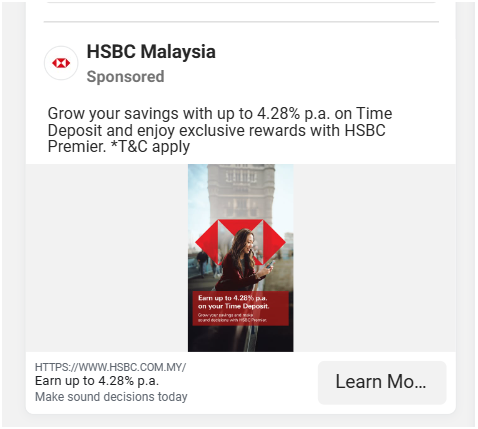 HSBC Malaysia
Sponsored
Grow your savings with up to 4.28% p.a. on Time
Deposit and enjoy exclusive rewards with HSBC
Premier. *T&C apply
Earn up to 4.28% p.a.
on your Time Deposit.
Grow your savings and make
sound decisions with HSBC Premier.
HTTPS://WWW.HSBC.COM.MY/
Earn up to 4.28% p.a.
Make sound decisions today
Learn Mo...